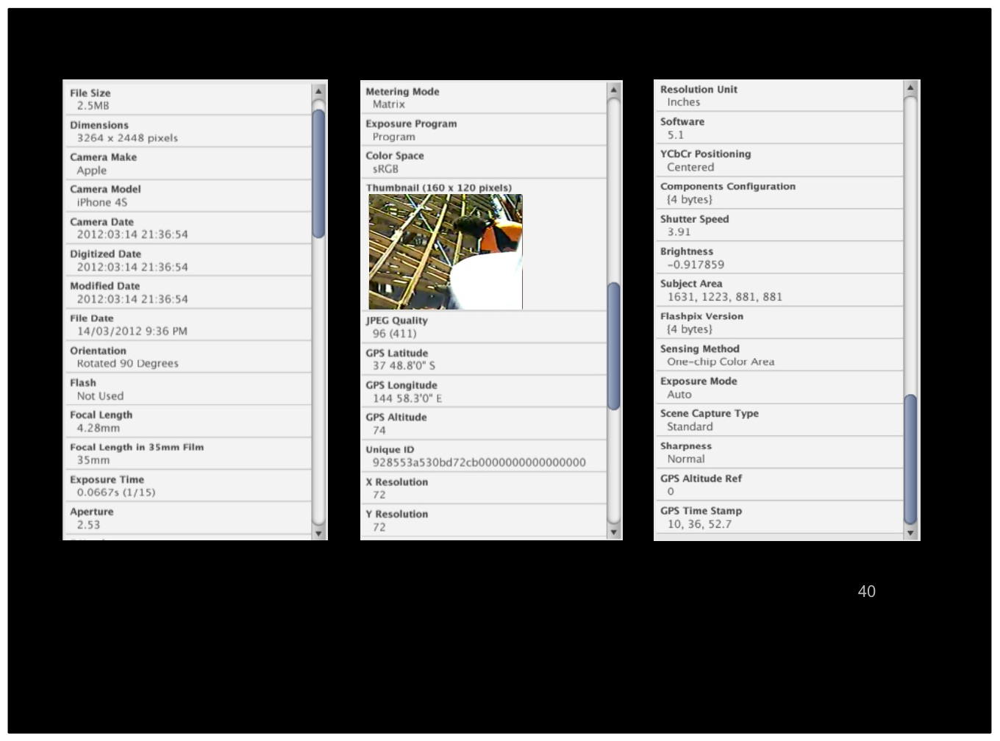 File Size
2.5MB
Dimensions
3264 x 2448 pixels
Camera Make
Apple
Camera Model
iPhone 4S
Camera Date
2012:03:14 21:36:54
Digitized Date
2012:03:14 21:36:54
Modified Date
2012:03:14 21:36:54
File Date
14/03/2012 9:36 PM
Orientation
Rotated 90 Degrees
Flash
Not Used
Focal Length
4.28mm
Focal Length in 35mm Film
35mm
Exposure Time
0.0667s (1/15)
Aperture
2.53
Metering Mode
Matrix
Exposure Program
Program
Color Space
sRGB
Thumbnail (160 x 120 pixels)
JPEG Quality
96 (411)
GPS Latitude
37 48.8'0" S
GPS Longitude
144 58.3'0" E
GPS Altitude
74
Unique ID
928553a530bd72cb0000000000000000
X Resolution
72
Y Resolution
72
Resolution Unit
Inches
Software
5.1
YCbCr Positioning
Centered
Components Configuration
{4 bytes}
Shutter Speed
3.91
Brightness
-0.917859
Subject Area
1631, 1223, 881, 881
Flashpix Version
{4 bytes}
Sensing Method
One-chip Color Area
Exposure Mode
Auto
Scene Capture Type
Standard
Sharpness
Normal
GPS Altitude Ref
0
GPS Time Stamp
10, 36, 52.7
40